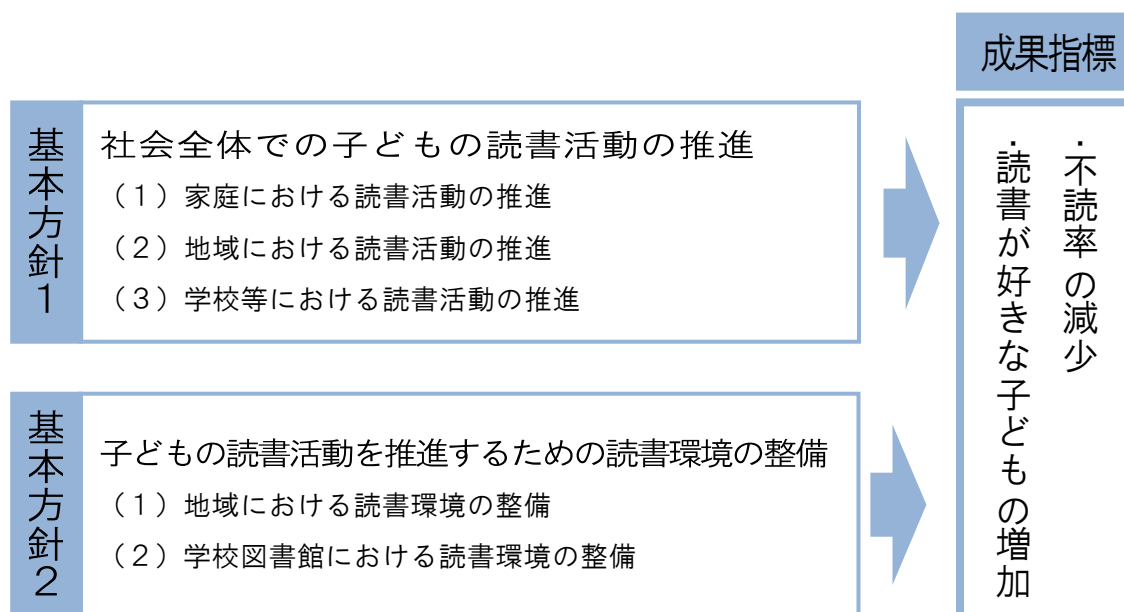 成果指標
基本方針1
社会全体での子どもの読書活動の推進
（1）家庭における読書活動の推進
（2）地域における読書活動の推進
（3）学校等における読書活動の推進
基本方針2
子どもの読書活動を推進するための読書環境の整備
（1）地域における読書環境の整備
（2）学校図書館における読書環境の整備
・不読率の減少
・読書が好きな子どもの増加